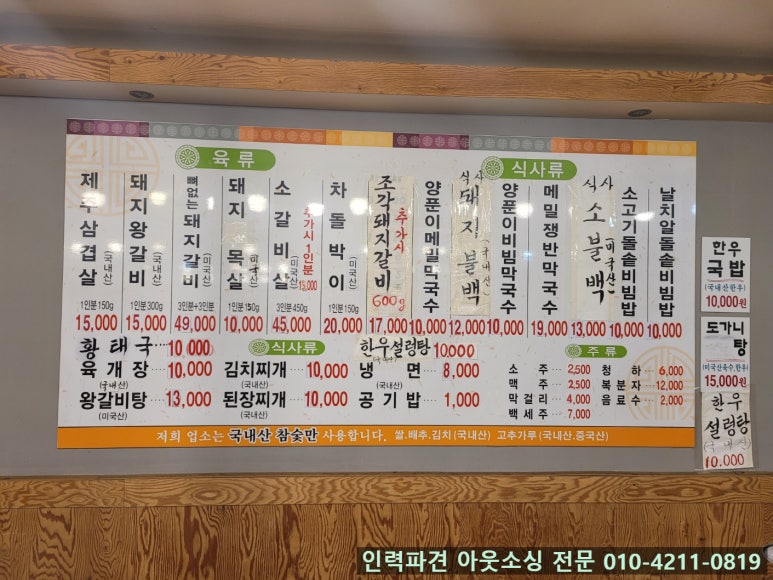 육류
식사류
제주삼겹살
(국내산)
1인분150g
15,000
돼지왕갈비
(국내산)
1인분300g
15,000
뼈없는돼지갈비
(국내산)
3인분+3인분
49,000
돼지목살
(미국산)
1인분150g
10,000
소갈비살
추가시 1인분
15,000
(미국산)
3인분450g
45,000
차돌박이
(미국산)
1인분150g
20,000
조각돼지갈비
추가시
600g
17,000
양푼이메밀막국수
10,000
식사
돼지불백
(국내산)
12,000
양푼이비빔막국수
10,000
메밀쟁반막국수
19,000
식사
소불백
(미국산)
13,000
소고기돌솥비빔밥
10,000
날치알돌솥비빔밥
10,000
황태국 10,000
식사류
한우설렁탕 10,000
육개장 10,000
(국내산)
김치찌개 10,000
(국내산)
냉면 8,000
(국내산)
왕갈비탕 13,000
(미국산)
된장찌개 10,000
(국내산)
공기밥 1,000
주류
소주 2,500 청하 6,000
맥주 2,500 복분자 12,000
막걸리 4,000 음료수 2,000
백세주 7,000
저희 업소는 국내산 참숯만 사용합니다. 쌀.배추.김치(국내산) 고추가루(국내산.중국산)
한우
국밥
(국내산한우)
10,000원
도가니
탕
(미국산육수,한우)
15,000원
한우
설렁탕
(국내산)
10,000
인력파견 아웃소싱 전문 010-4211-0819